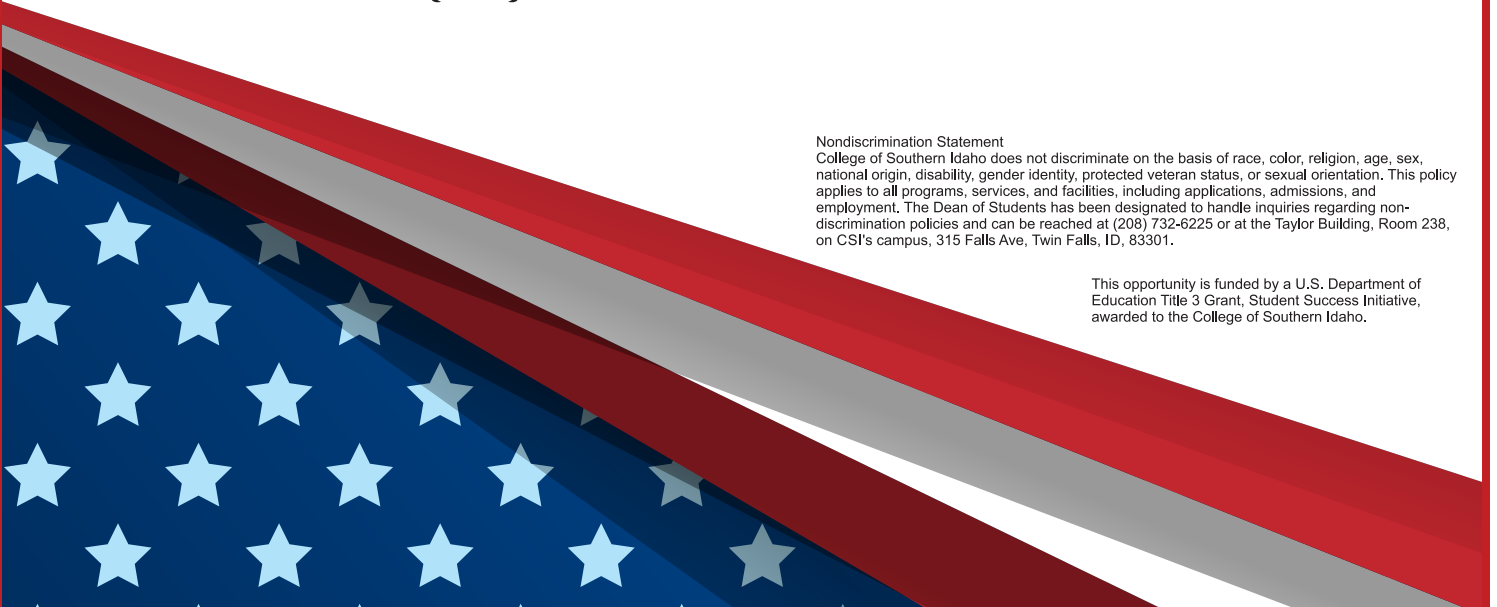 Nondiscrimination Statement
College of Southern Idaho does not discriminate on the basis of race, color, religion, age, sex,
national origin, disability, gender identity, protected veteran status, or sexual orientation. This policy
applies to all programs, services, and facilities, including applications, admissions, and
employment. The Dean of Students has been designated to handle inquiries regarding non-
discrimination policies and can be reached at (208) 732-6225 or at the Taylor Building, Room 238,
on CSI's campus, 315 Falls Ave, Twin Falls, ID, 83301.
This opportunity is funded by a U.S. Department of
Education Title 3 Grant, Student Success Initiative,
awarded to the College of Southern Idaho.